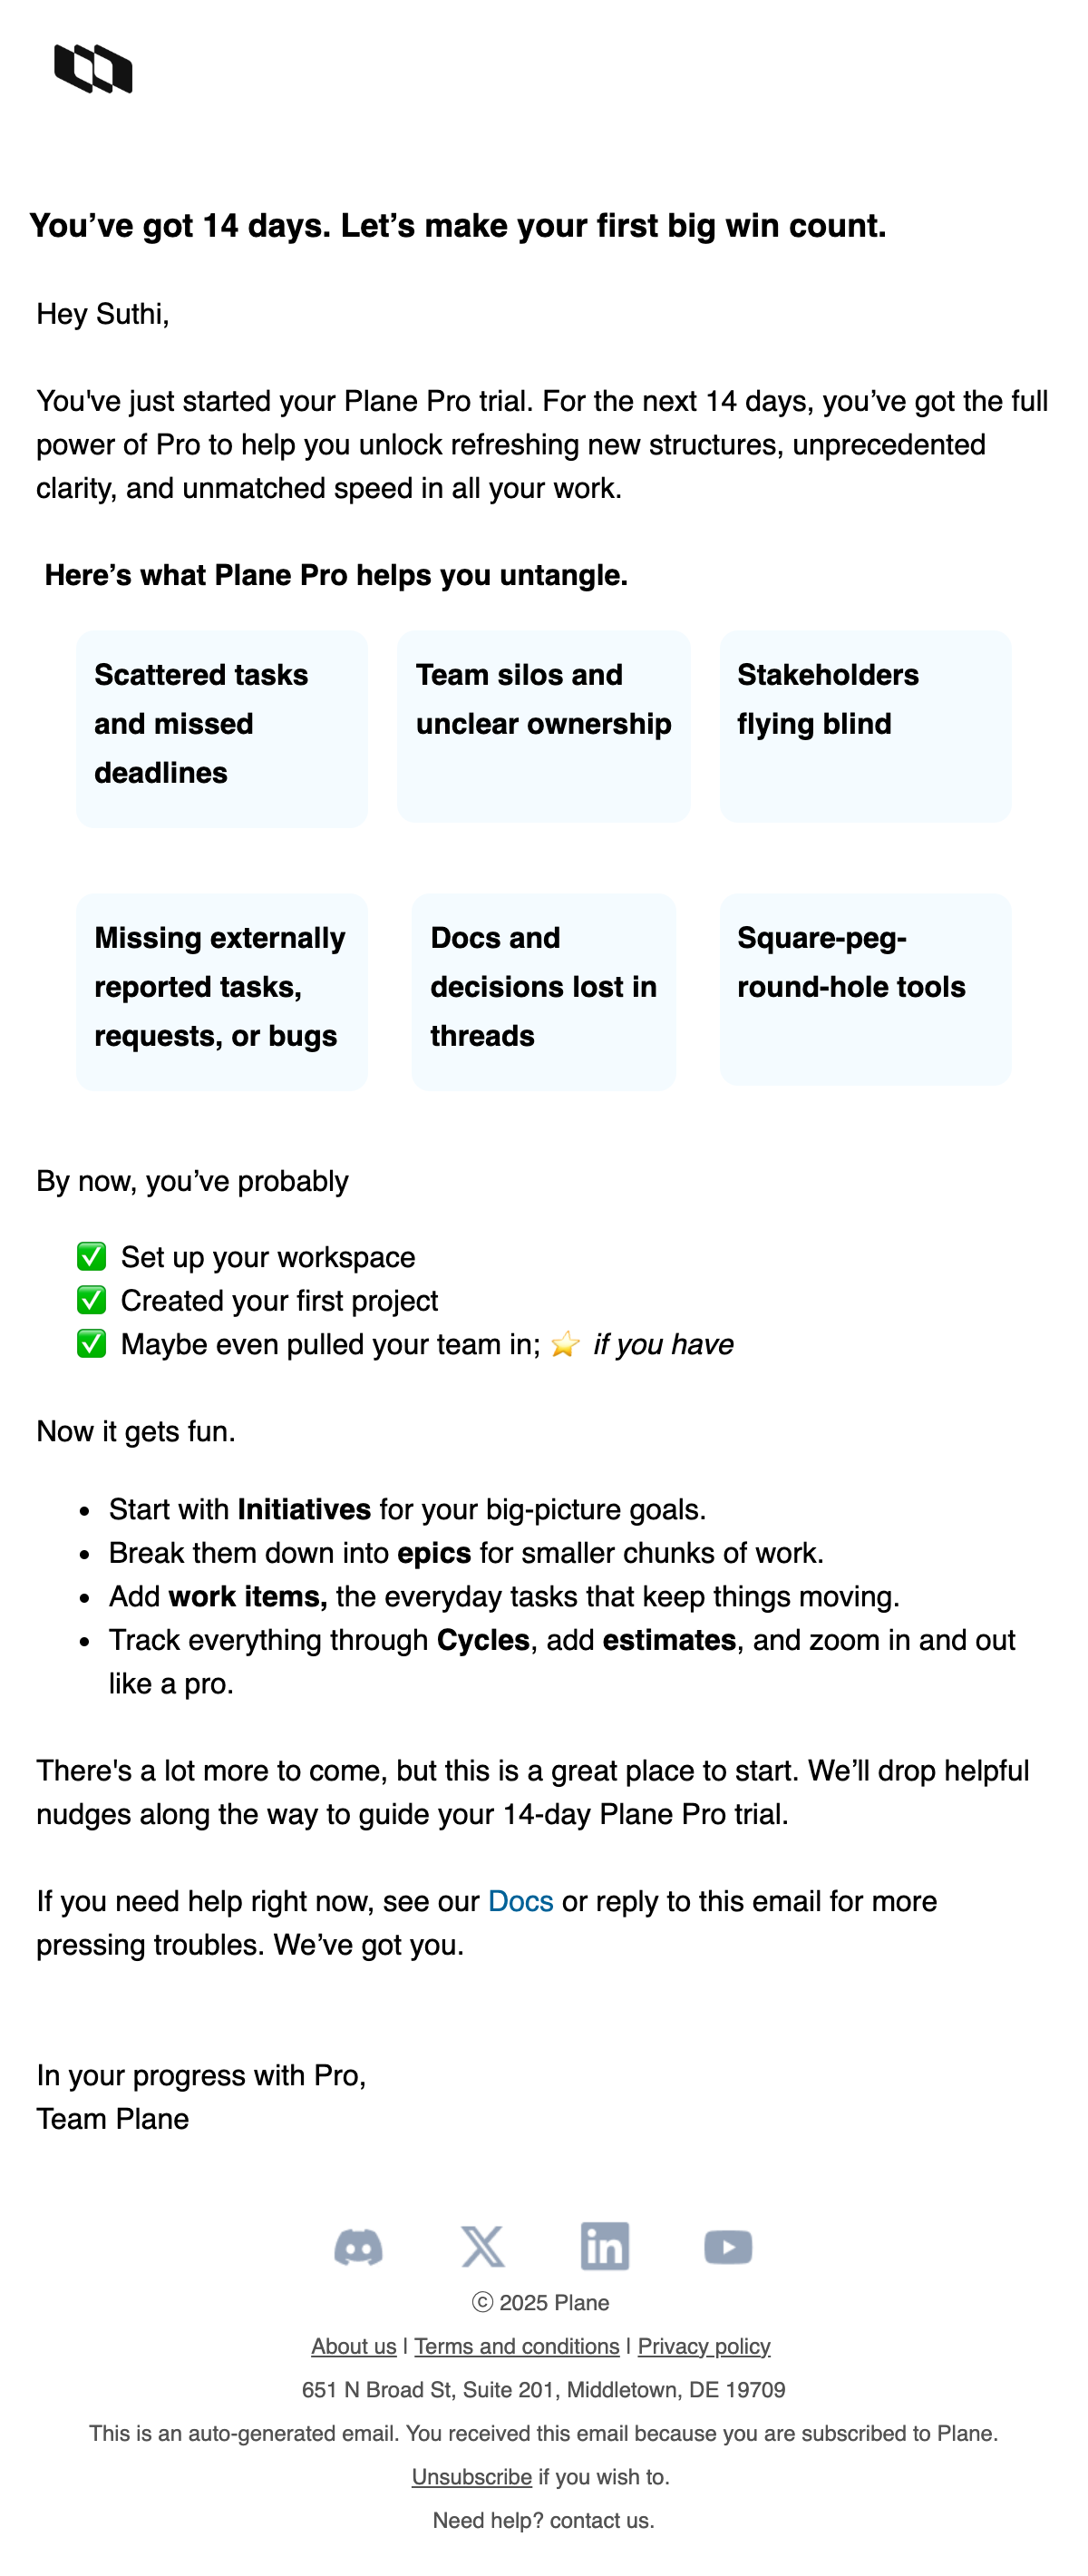 You’ve got 14 days. Let’s make your first big win count.
Hey Suthi,
You've just started your Plane Pro trial. For the next 14 days, you’ve got the full
power of Pro to help you unlock refreshing new structures, unprecedented
clarity, and unmatched speed in all your work.
Here’s what Plane Pro helps you untangle.
Scattered tasks
and missed
deadlines
Team silos and
unclear ownership
Stakeholders
flying blind
Missing externally
reported tasks,
requests, or bugs
Docs and
decisions lost in
threads
Square-peg-
round-hole tools
By now, you’ve probably
✅ Set up your workspace
✅ Created your first project
✅ Maybe even pulled your team in; ⭐ if you have
Now it gets fun.
• Start with Initiatives for your big-picture goals.
• Break them down into epics for smaller chunks of work.
• Add work items, the everyday tasks that keep things moving.
• Track everything through Cycles, add estimates, and zoom in and out
like a pro.
There's a lot more to come, but this is a great place to start. We’ll drop helpful
nudges along the way to guide your 14-day Plane Pro trial.
If you need help right now, see our Docs or reply to this email for more
pressing troubles. We’ve got you.
In your progress with Pro,
Team Plane
ⓒ 2025 Plane
About us | Terms and conditions | Privacy policy
651 N Broad St, Suite 201, Middletown, DE 19709
This is an auto-generated email. You received this email because you are subscribed to Plane.
Unsubscribe if you wish to.
Need help? contact us.